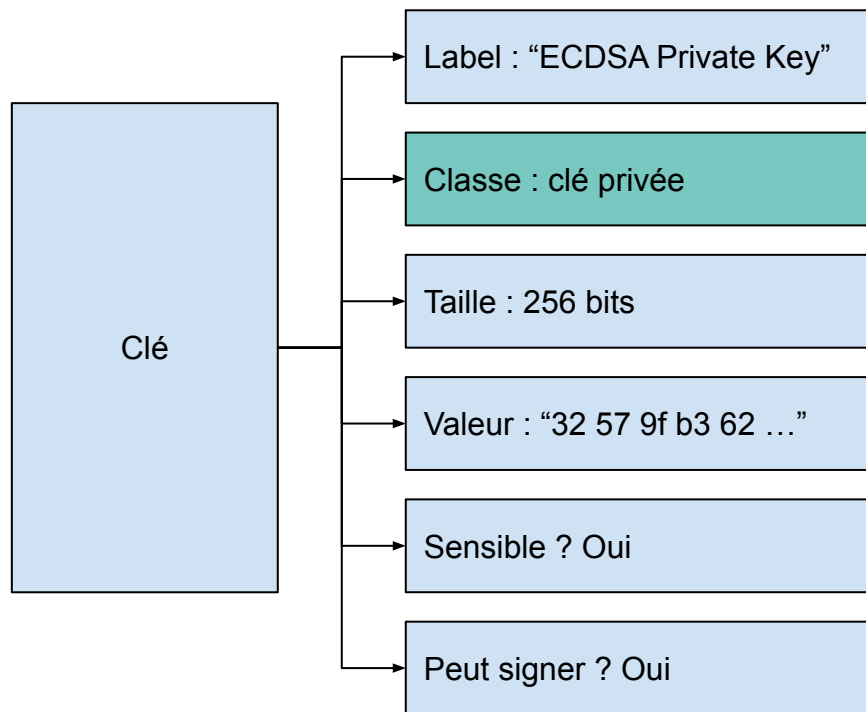 Label : “ECDSA Private Key”
Classe : clé privée
Taille : 256 bits
Clé
Valeur : “32 57 9f b3 62 …”
Sensible ? Oui
Peut signer ? Oui